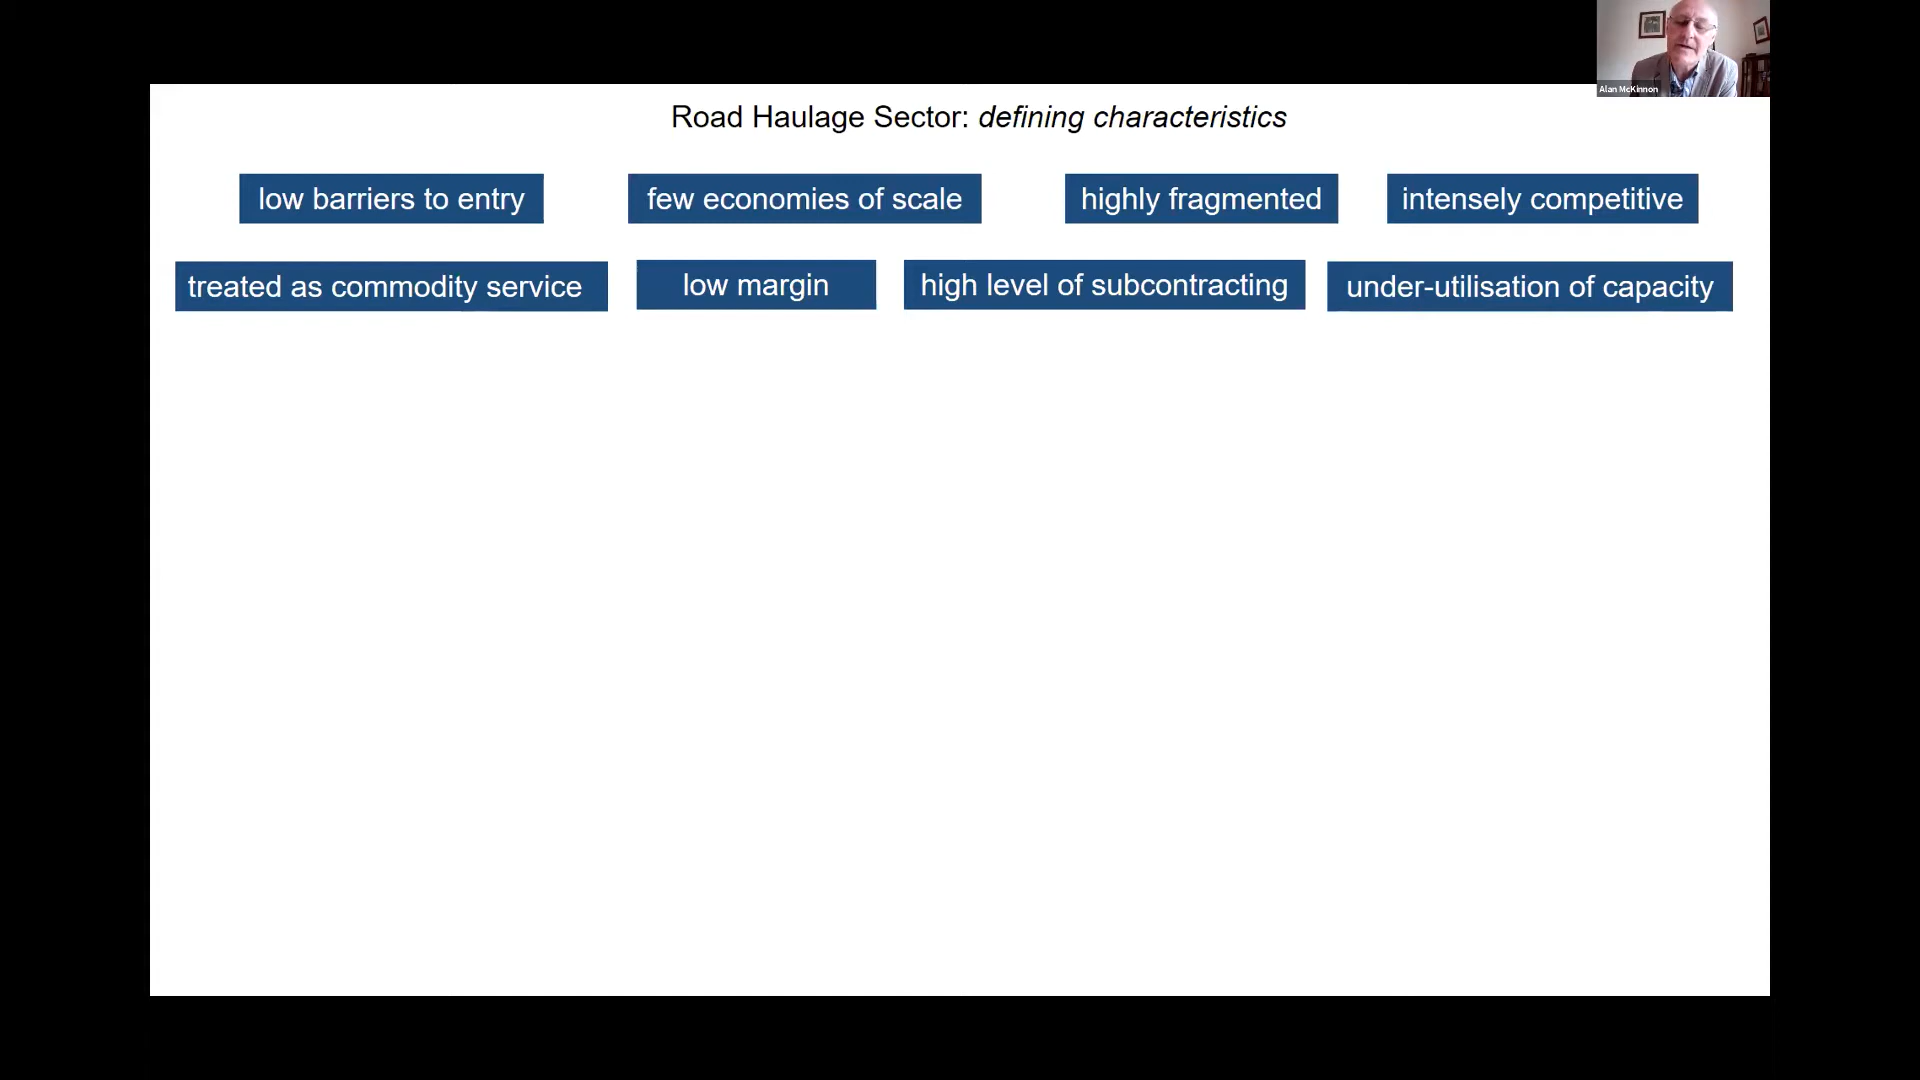 Alan McKinnon
Road Haulage Sector: defining characteristics
low barriers to entry
few economies of scale
highly fragmented
intensely competitive
treated as commodity service
low margin
high level of subcontracting
under-utilisation of capacity